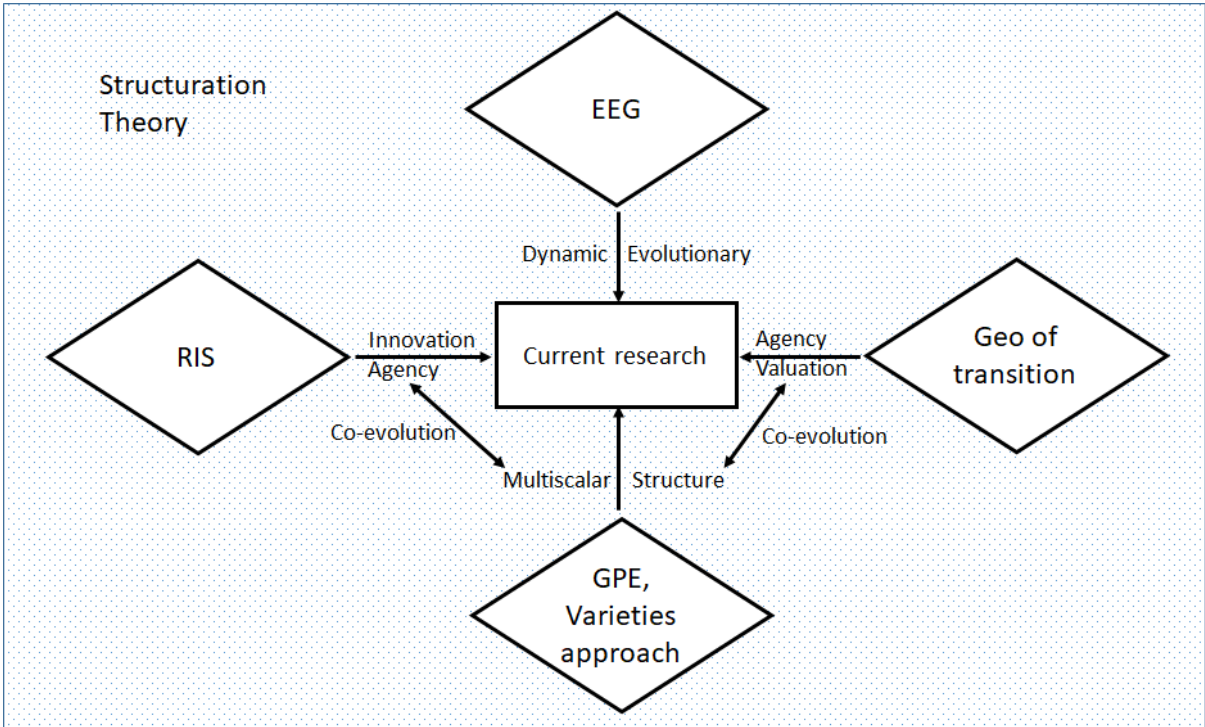 Structuration
Theory
EEG
Dynamic Evolutionary
RIS
Innovation
Agency
Current research
Agency
Valuation
Geo of
transition
Co-evolution
Co-evolution
Multiscalar Structure
GPE,
Varieties
approach